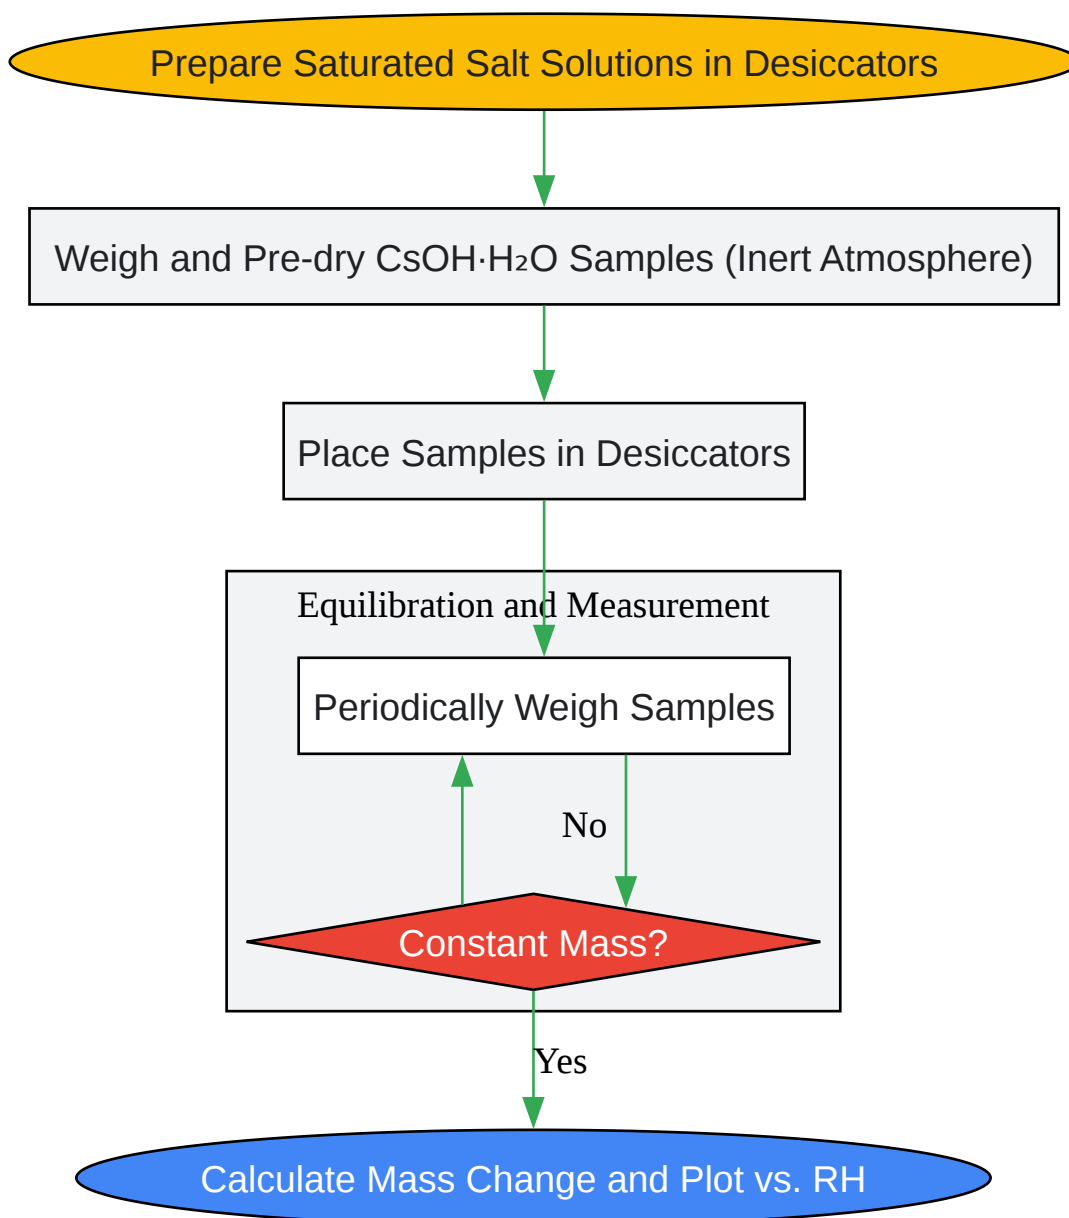 Prepare Saturated Salt Solutions in Desiccators
Weigh and Pre-dry CsOH·H₂O Samples (Inert Atmosphere)
Place Samples in Desiccators
Equilibration and Measurement
Periodically Weigh Samples
No
Constant Mass?
Yes
Calculate Mass Change and Plot vs. RH